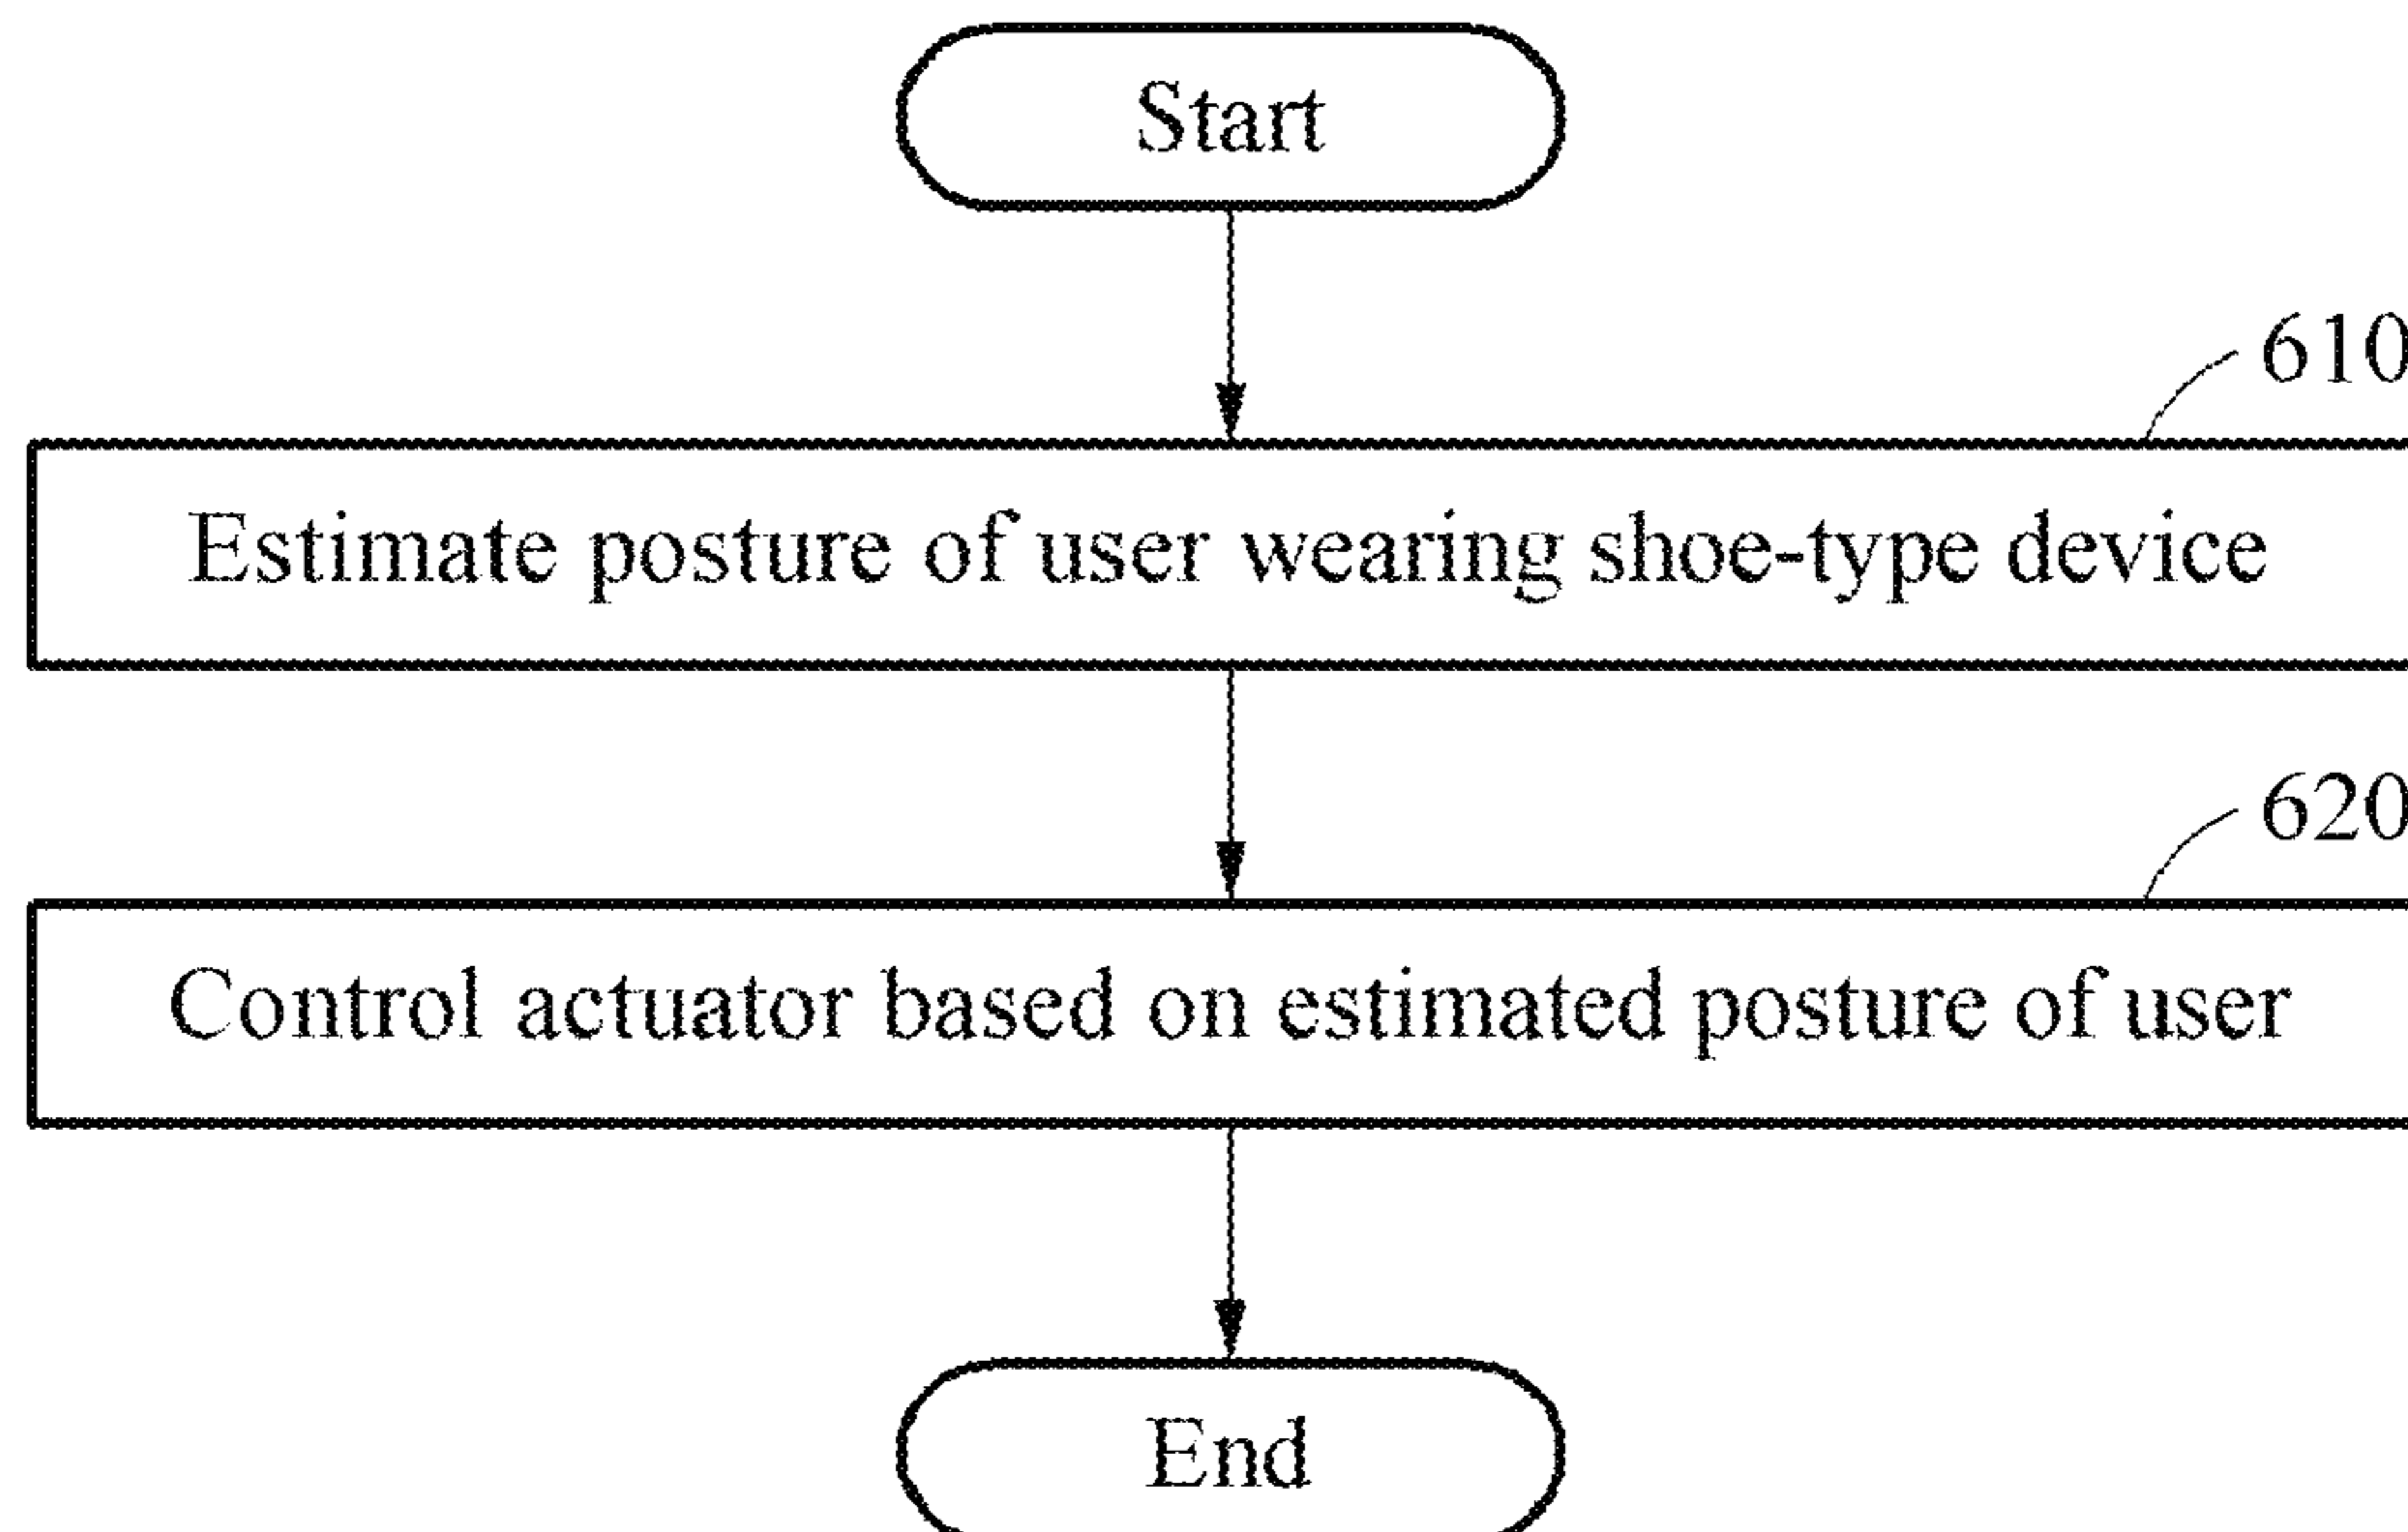 Start
610
Estimate posture of user wearing shoe-type device
620
Control actuator based on estimated posture of user
End